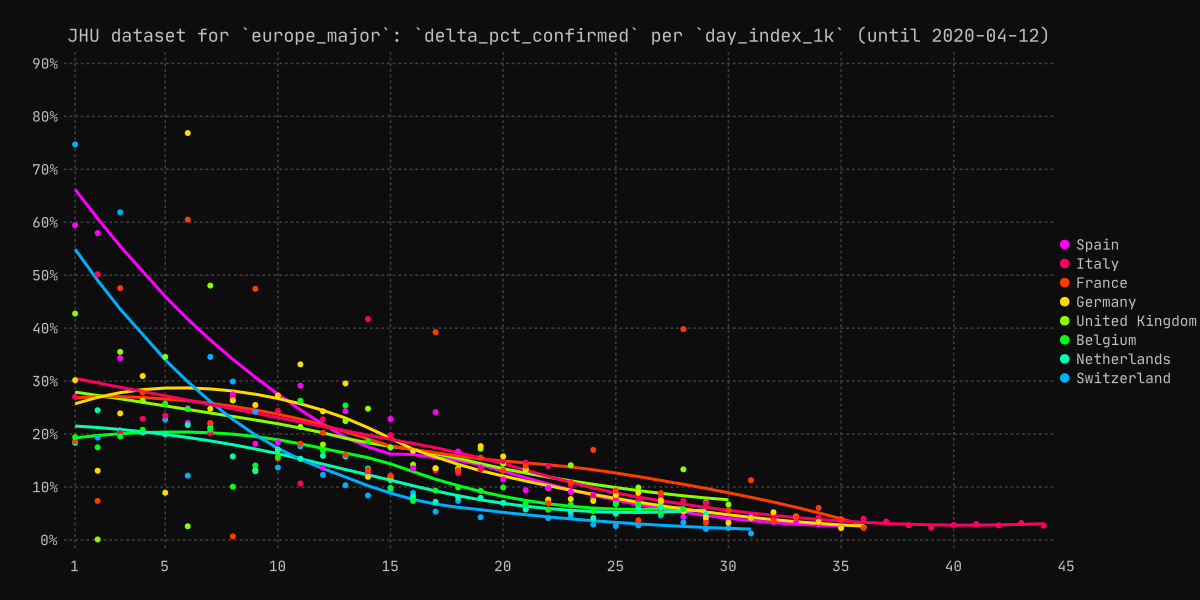 JHU dataset for `europe_major`: `delta_pct_confirmed` per `day_index_1k` (until 2020-04-12)
90%
80%
70%
60%
50%
40%
30%
20%
10%
0%
1 5 10 15 20 25 30 35 40 45
Spain
Italy
France
Germany
United Kingdom
Belgium
Netherlands
Switzerland